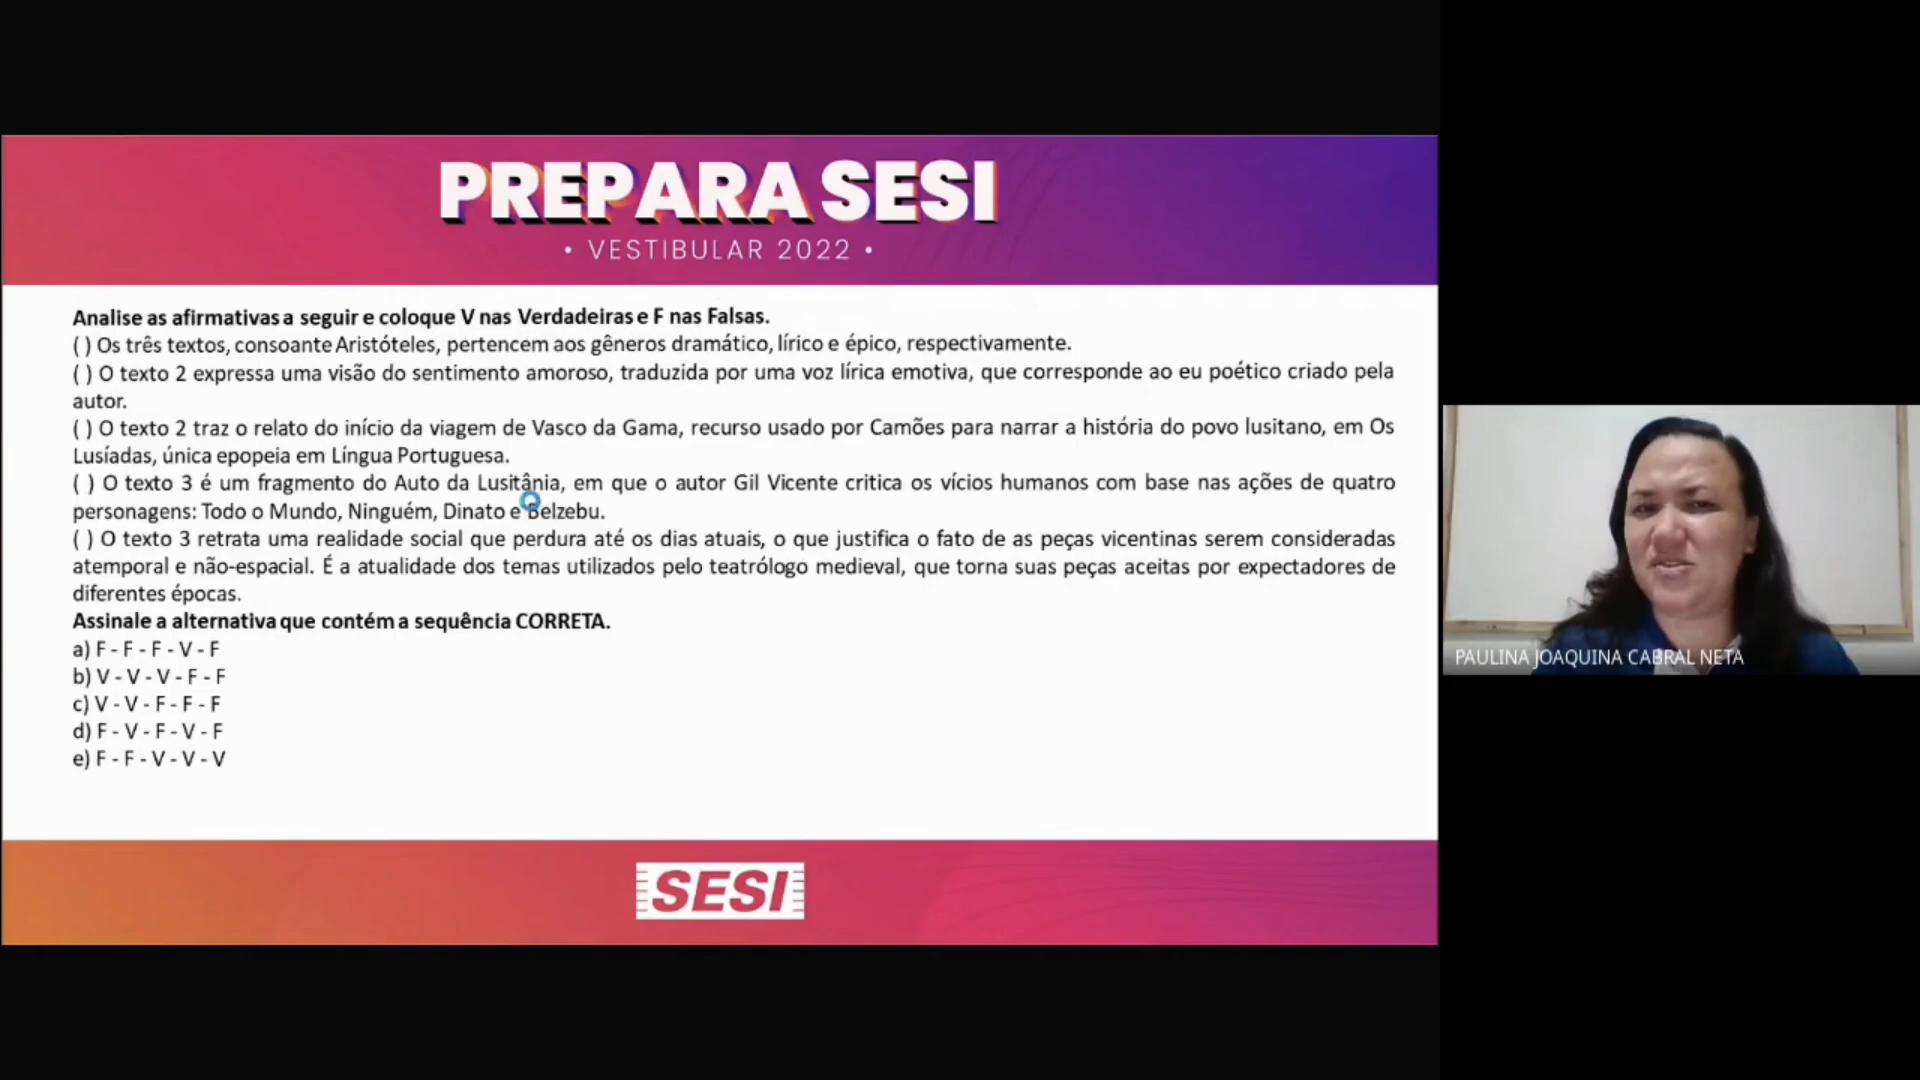 PREPARA SESI
• VESTIBULAR 2022 •
Analise as afirmativas a seguir e coloque V nas Verdadeiras e F nas Falsas.
( ) Os três textos, consoante Aristóteles, pertencem aos gêneros dramático, lírico e épico, respectivamente.
( ) O texto 2 expressa uma visão do sentimento amoroso, traduzida por uma voz lírica emotiva, que corresponde ao eu poético criado pela
autor.
( ) O texto 2 traz o relato do início da viagem de Vasco da Gama, recurso usado por Camões para narrar a história do povo lusitano, em Os
Lusíadas, única epopeia em Língua Portuguesa.
( ) O texto 3 é um fragmento do Auto da Lusitânia, em que o autor Gil Vicente critica os vícios humanos com base nas ações de quatro
personagens: Todo o Mundo, Ninguém, Dinato e Belzebu.
( ) O texto 3 retrata uma realidade social que perdura até os dias atuais, o que justifica o fato de as peças vicentinas serem consideradas
atemporal e não-espacial. É a atualidade dos temas utilizados pelo teatrólogo medieval, que torna suas peças aceitas por expectadores de
diferentes épocas.
Assinale a alternativa que contém a sequência CORRETA.
a) F - F - F - V - F
b) V - V - V - F - F
c) V - V - F - F - F
d) F - V - F - V - F
e) F - F - V - V - V
SESI
PAULINA JOAQUINA CABRAL NETA